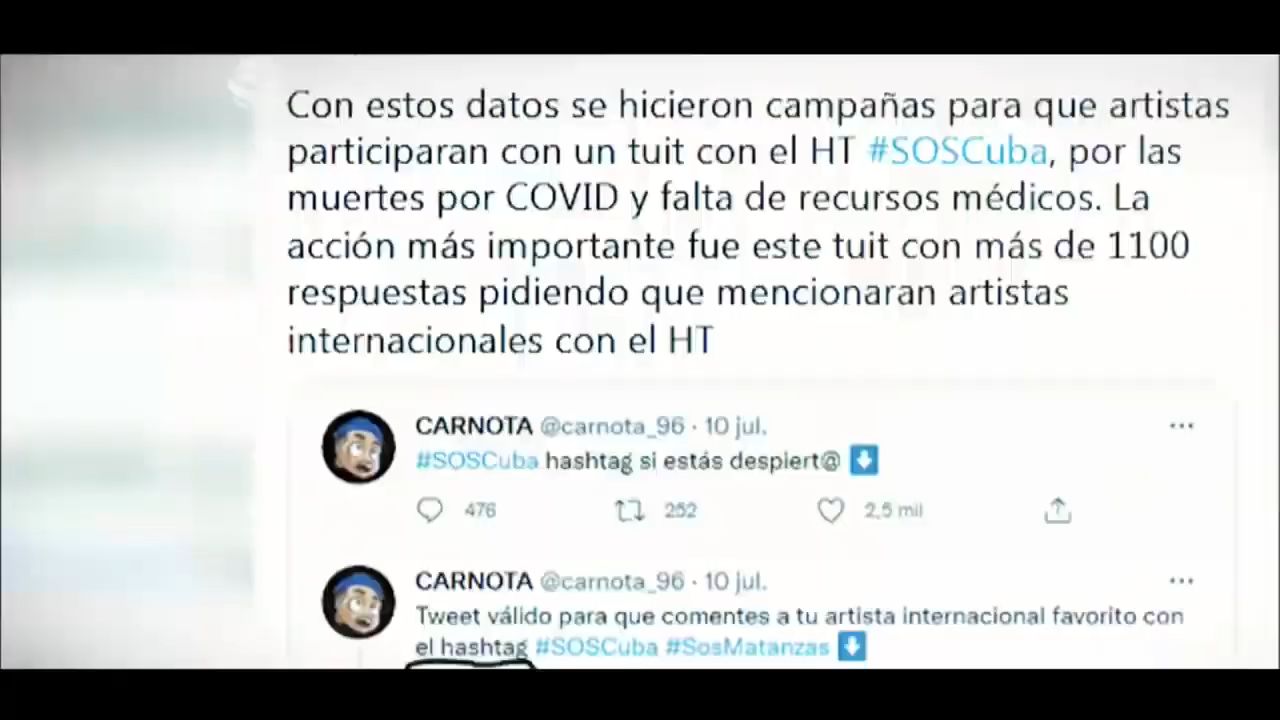 Con estos datos se hicieron campañas para que artistas
participaran con un tuit con el HT #SOSCuba, por las
muertes por COVID y falta de recursos médicos. La
acción más importante fue este tuit con más de 1100
respuestas pidiendo que mencionaran artistas
internacionales con el HT
CARNOTA @carnota_96 · 10 jul.
#SOSCuba hashtag si estás despiert@ ⬇
476 252 2,5 mil
CARNOTA @carnota_96 · 10 jul.
Tweet válido para que comentes a tu artista internacional favorito con
el hashtag #SOSCuba #SosMatanzas ⬇